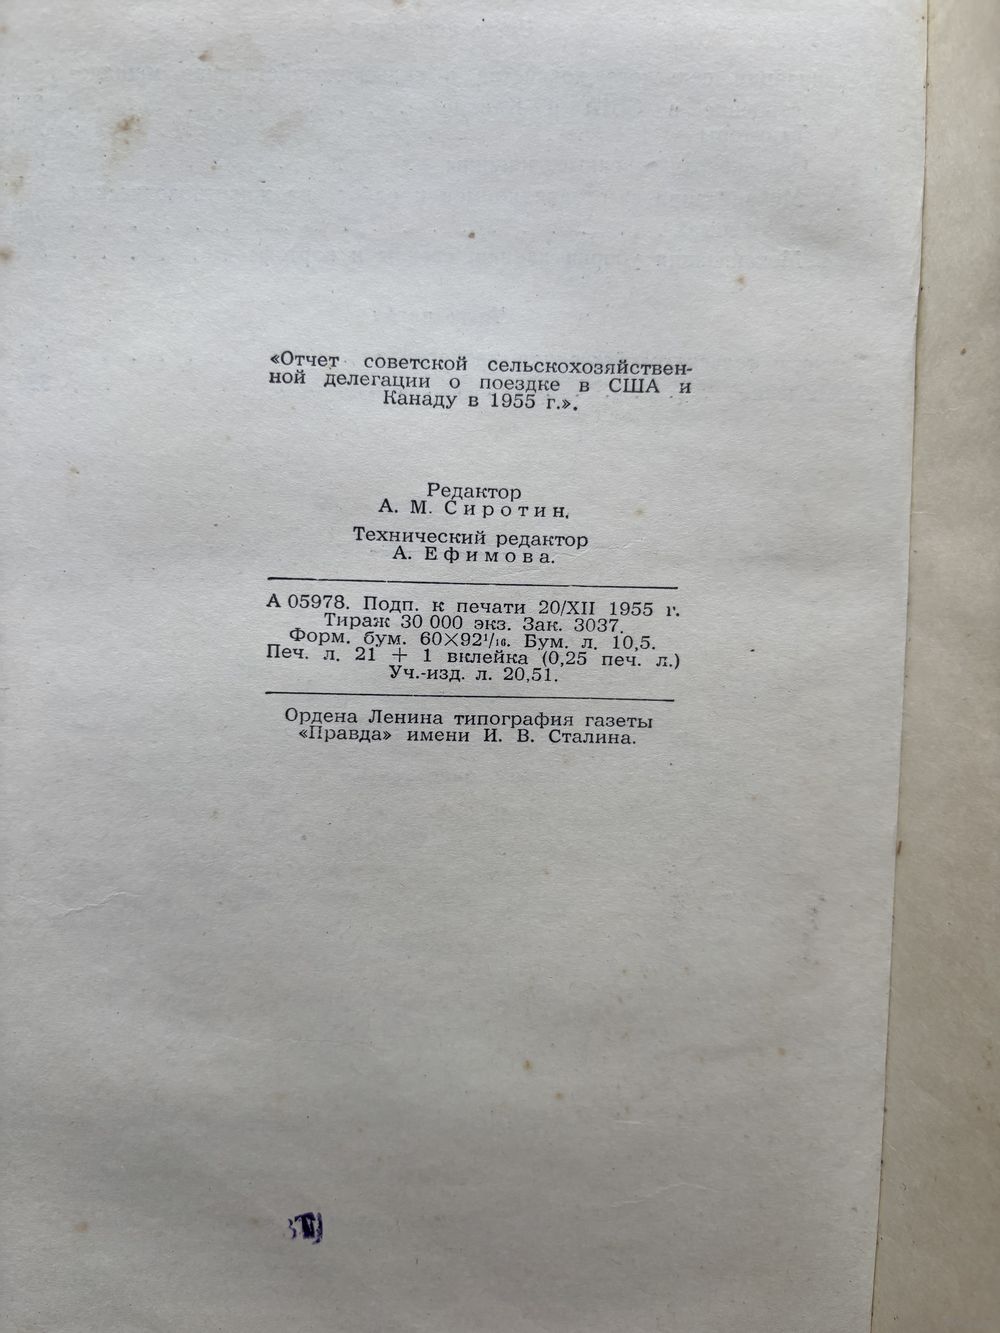 «Отчет советской сельскохозяйствен-
ной делегации о поездке в США и
Канаду в 1955 г.».
Редактор
А. М. Сиротин.
Технический редактор
А. Ефимова.
А 05978. Подп. к печати 20/XII 1955 г.
Тираж 30 000 экз. Зак. 3037.
Форм. бум. 60×92¹/₁₆. Бум. л. 10,5.
Печ. л. 21 + 1 вклейка (0,25 печ. л.)
Уч.-изд. л. 20,51.
Ордена Ленина типография газеты
«Правда» имени И. В. Сталина.